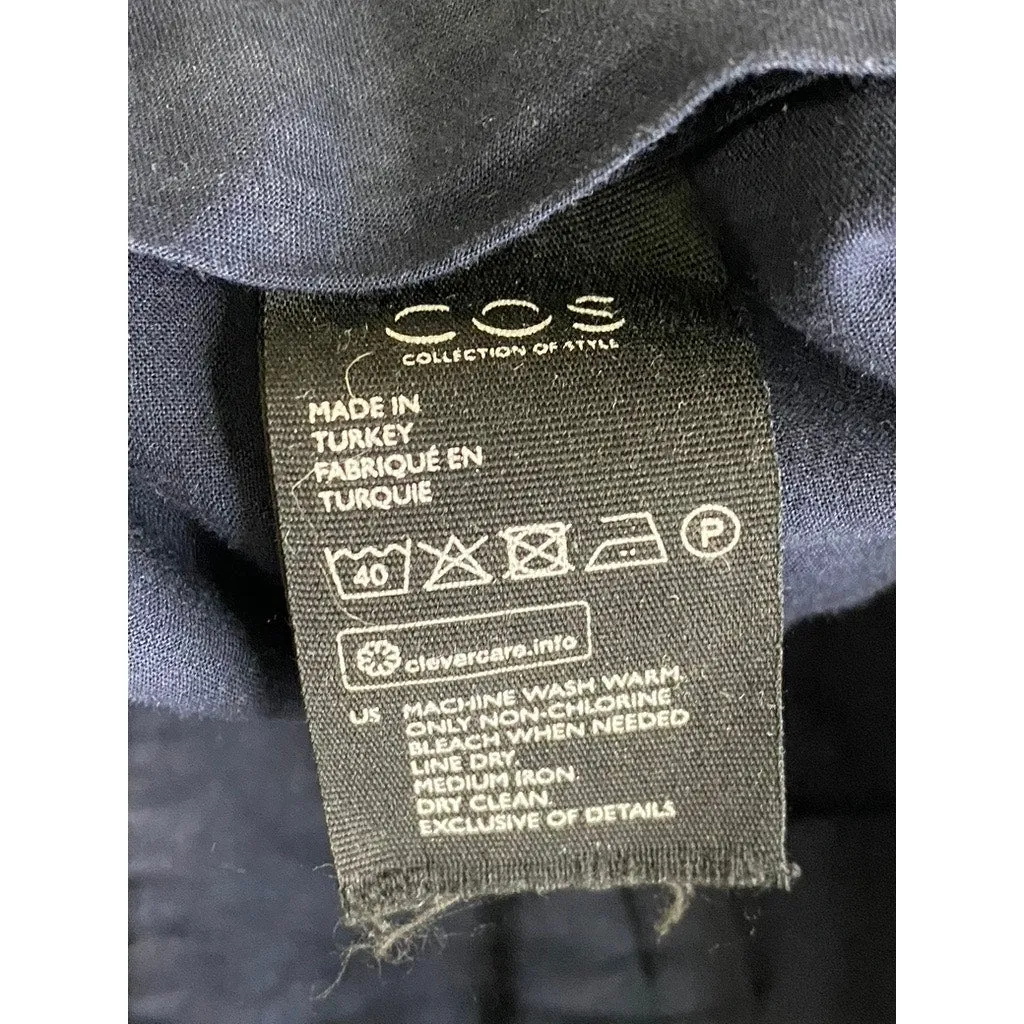 COS
COLLECTION OF STYLE
MADE IN
TURKEY
FABRIQUÉ EN
TURQUIE
40
P
clevercare.info
US MACHINE WASH WARM.
ONLY NON-CHLORINE
BLEACH WHEN NEEDED
LINE DRY.
MEDIUM IRON.
DRY CLEAN.
EXCLUSIVE OF DETAILS